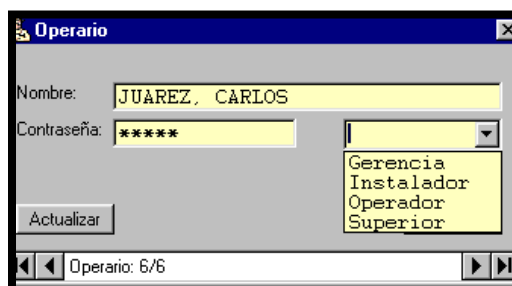 Operario
Nombre: JUAREZ, CARLOS
Contraseña: *****
Gerencia
Instalador
Operador
Superior
Actualizar
Operario: 6/6